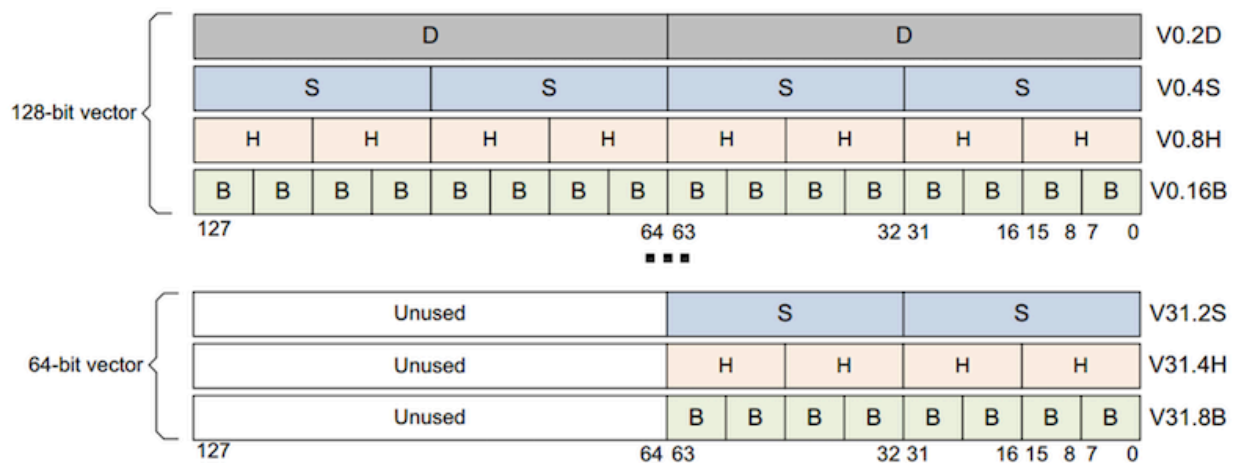 D D V0.2D
S S S S V0.4S
128-bit vector
H H H H H H H H V0.8H
B B B B B B B B B B B B B B B B V0.16B
127 64 63 32 31 16 15 8 7 0
Unused S S V31.2S
64-bit vector Unused H H H H V31.4H
Unused B B B B B B B B V31.8B
127 64 63 32 31 16 15 8 7 0